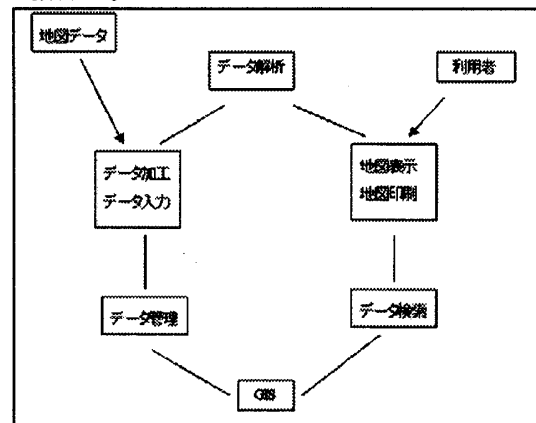 地図データ
データ解析
利用者
データ加工
データ入力
地図表示
地図印刷
データ管理
データ検索
GIS